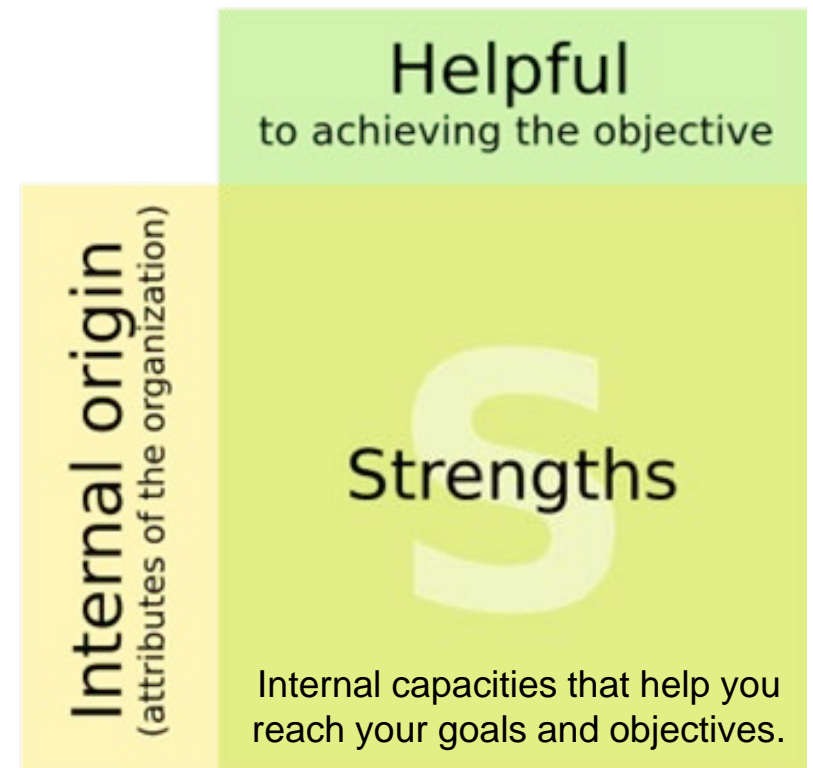 Helpful
to achieving the objective
Internal origin
(attributes of the organization)
S
Strengths
Internal capacities that help you
reach your goals and objectives.